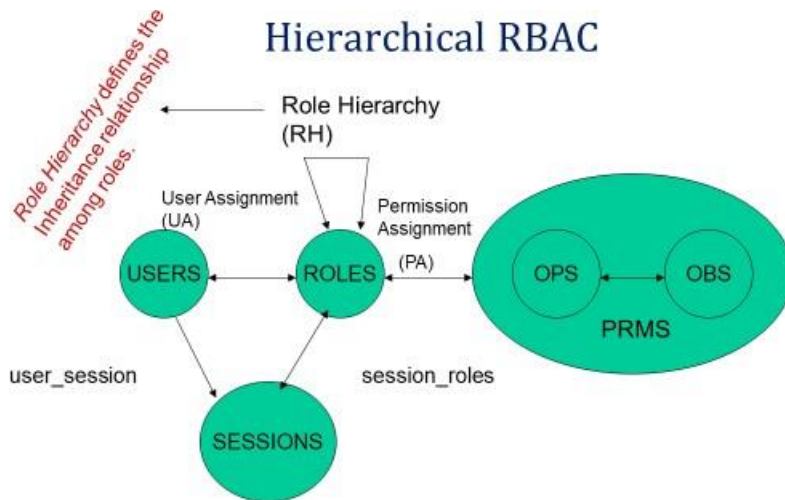 Hierarchical RBAC
Role Hierarchy defines the
Inheritance relationship
among roles.
Role Hierarchy
(RH)
User Assignment
(UA)
Permission
Assignment
(PA)
USERS
ROLES
OPS
OBS
PRMS
user_session
session_roles
SESSIONS